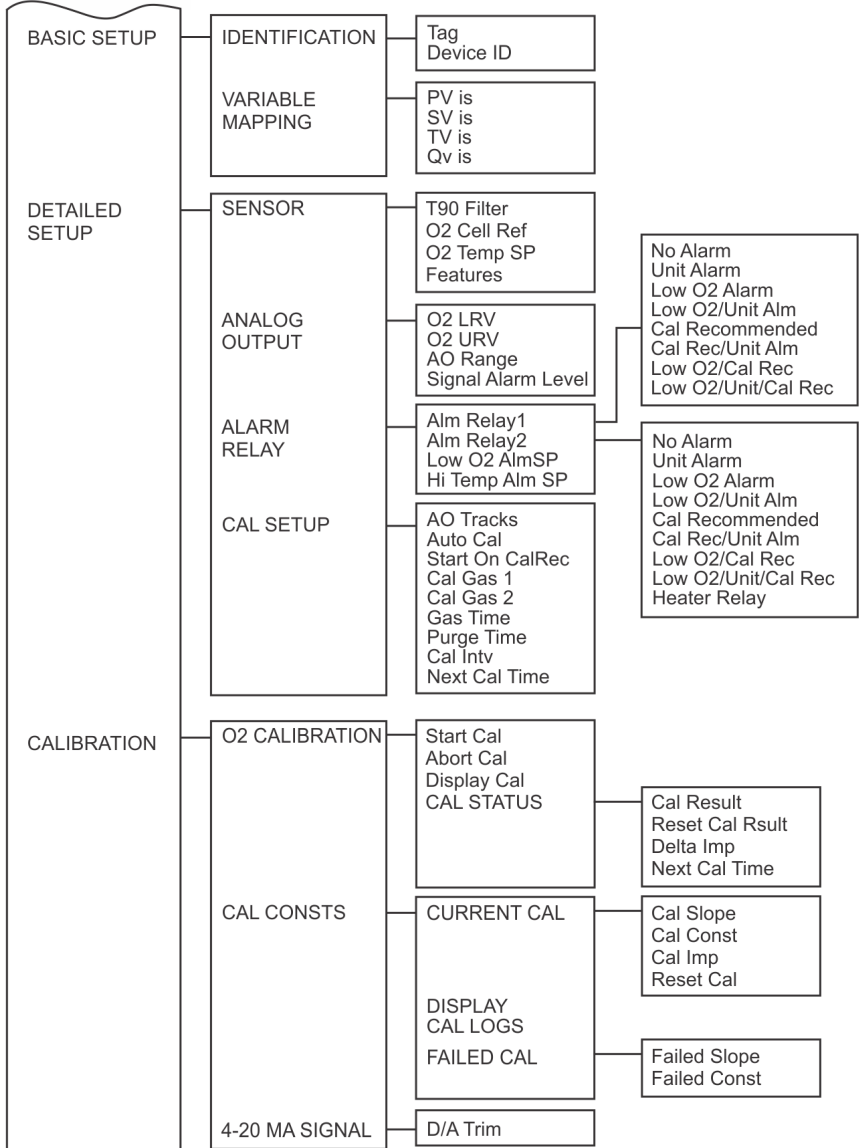 BASIC SETUP
IDENTIFICATION
Tag
Device ID
VARIABLE
MAPPING
PV is
SV is
TV is
Qv is
DETAILED
SETUP
SENSOR
T90 Filter
O2 Cell Ref
O2 Temp SP
Features
ANALOG
OUTPUT
O2 LRV
O2 URV
AO Range
Signal Alarm Level
ALARM
RELAY
Alm Relay1
Alm Relay2
Low O2 AlmSP
Hi Temp Alm SP
No Alarm
Unit Alarm
Low O2 Alarm
Low O2/Unit Alm
Cal Recommended
Cal Rec/Unit Alm
Low O2/Cal Rec
Low O2/Unit/Cal Rec
No Alarm
Unit Alarm
Low O2 Alarm
Low O2/Unit Alm
Cal Recommended
Cal Rec/Unit Alm
Low O2/Cal Rec
Low O2/Unit/Cal Rec
Heater Relay
CAL SETUP
AO Tracks
Auto Cal
Start On CalRec
Cal Gas 1
Cal Gas 2
Gas Time
Purge Time
Cal Intv
Next Cal Time
CALIBRATION
O2 CALIBRATION
Start Cal
Abort Cal
Display Cal
CAL STATUS
Cal Result
Reset Cal Rsult
Delta Imp
Next Cal Time
CAL CONSTS
CURRENT CAL
Cal Slope
Cal Const
Cal Imp
Reset Cal
DISPLAY
CAL LOGS
FAILED CAL
Failed Slope
Failed Const
4-20 MA SIGNAL
D/A Trim